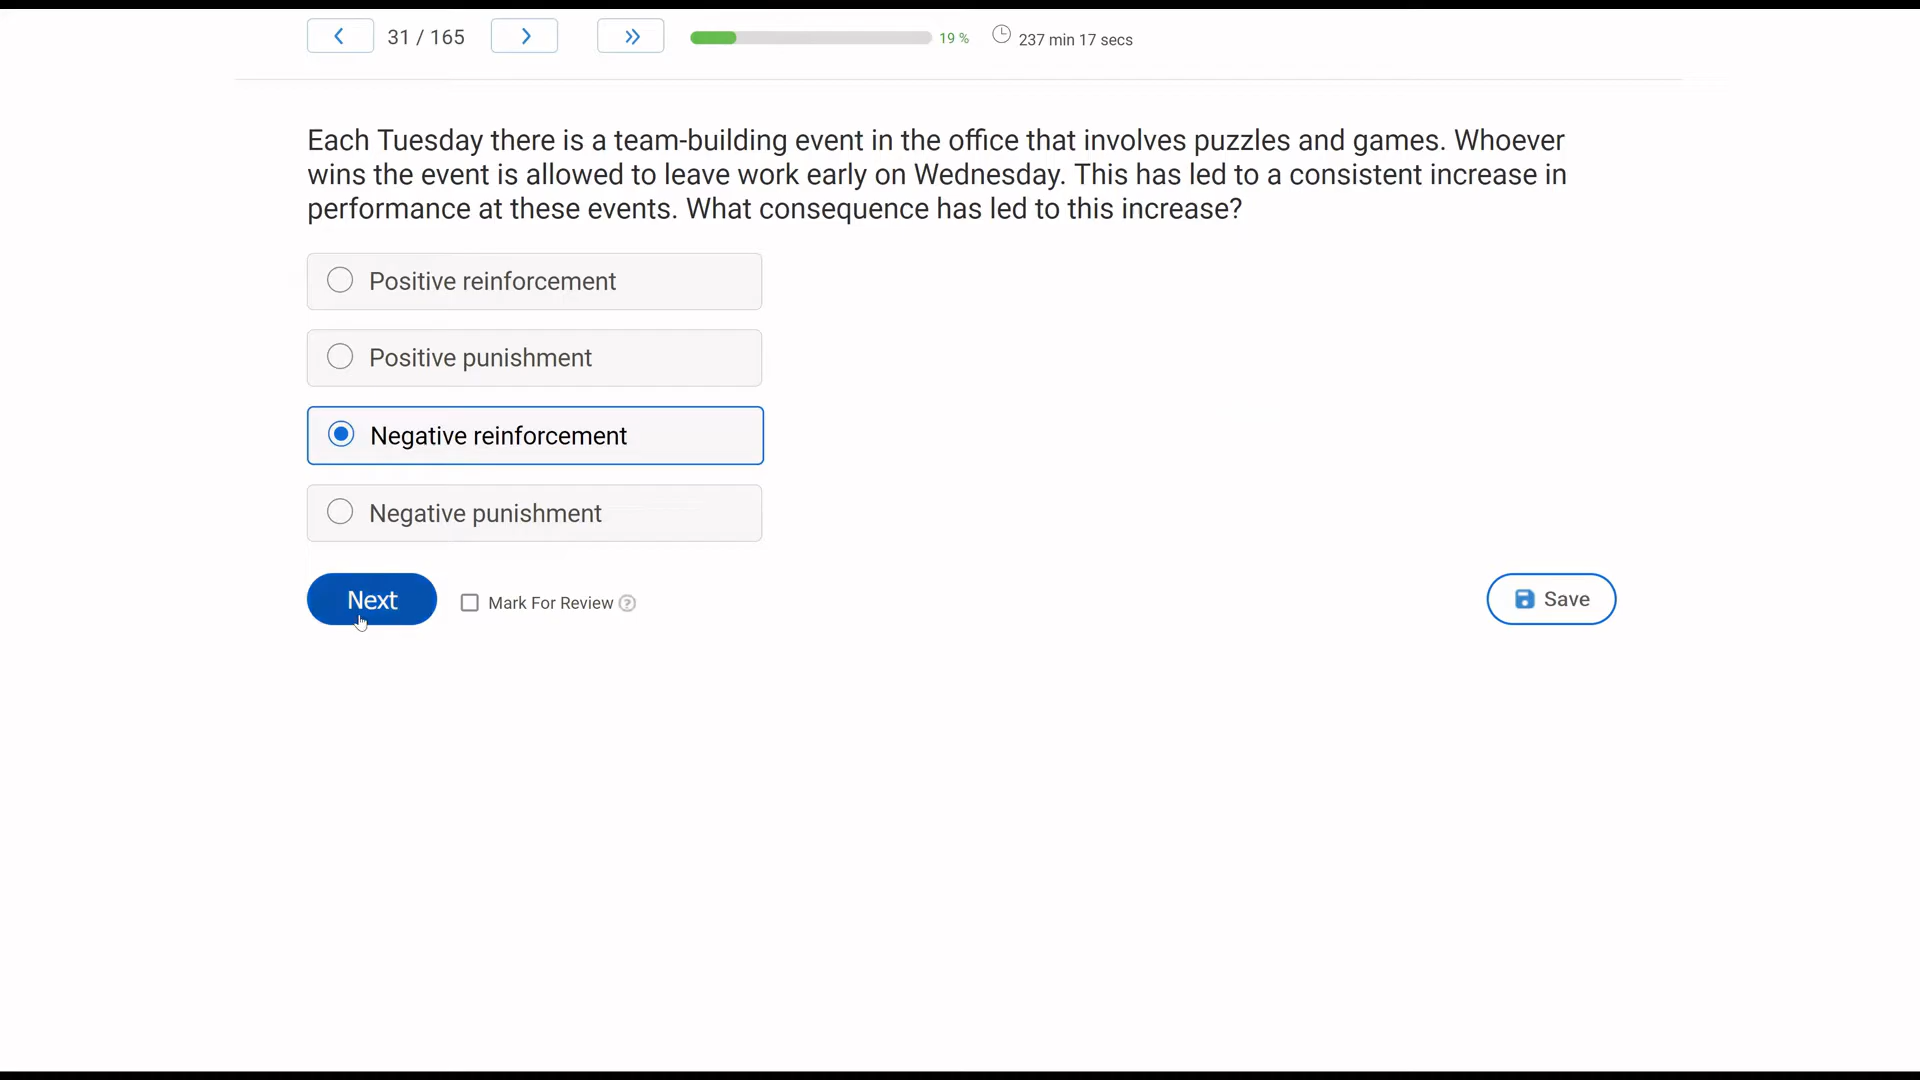 31 / 165
19 %
237 min 17 secs
Each Tuesday there is a team-building event in the office that involves puzzles and games. Whoever
wins the event is allowed to leave work early on Wednesday. This has led to a consistent increase in
performance at these events. What consequence has led to this increase?
Positive reinforcement
Positive punishment
Negative reinforcement
Negative punishment
Next
Mark For Review ?
Save